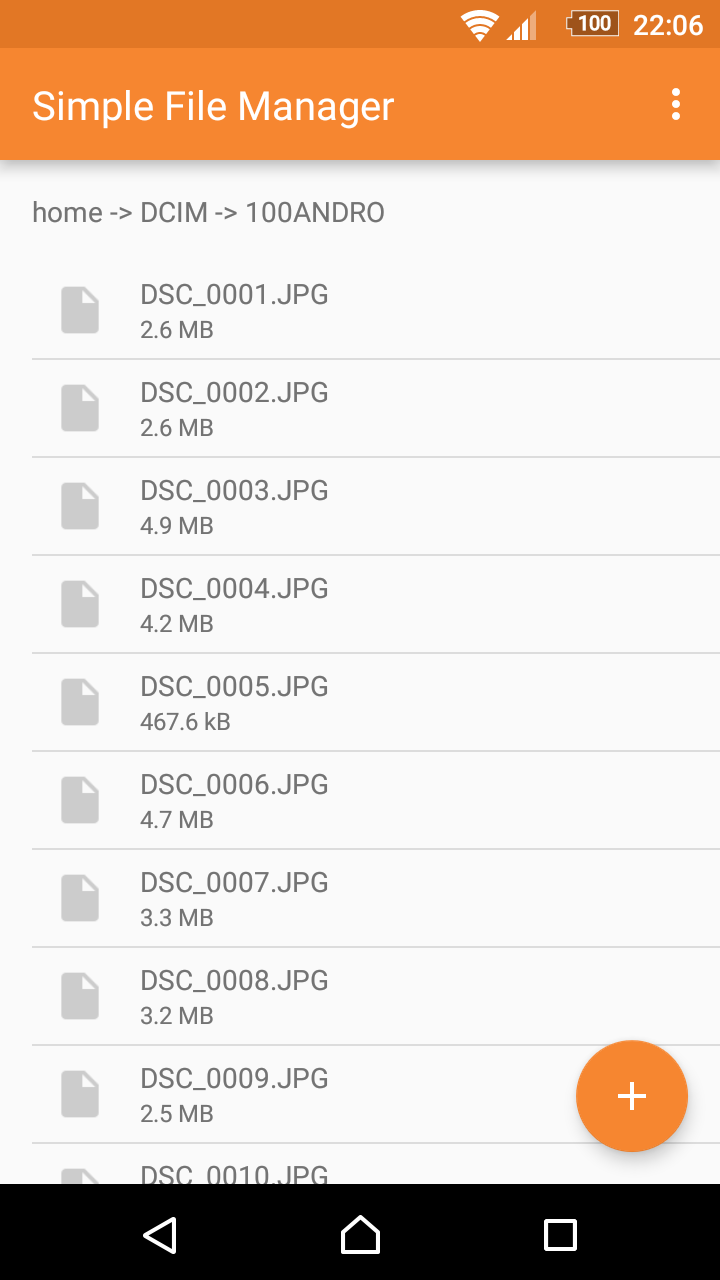 100 22:06
Simple File Manager
home -> DCIM -> 100ANDRO
DSC_0001.JPG
2.6 MB
DSC_0002.JPG
2.6 MB
DSC_0003.JPG
4.9 MB
DSC_0004.JPG
4.2 MB
DSC_0005.JPG
467.6 kB
DSC_0006.JPG
4.7 MB
DSC_0007.JPG
3.3 MB
DSC_0008.JPG
3.2 MB
DSC_0009.JPG
2.5 MB
DSC_0010.JPG